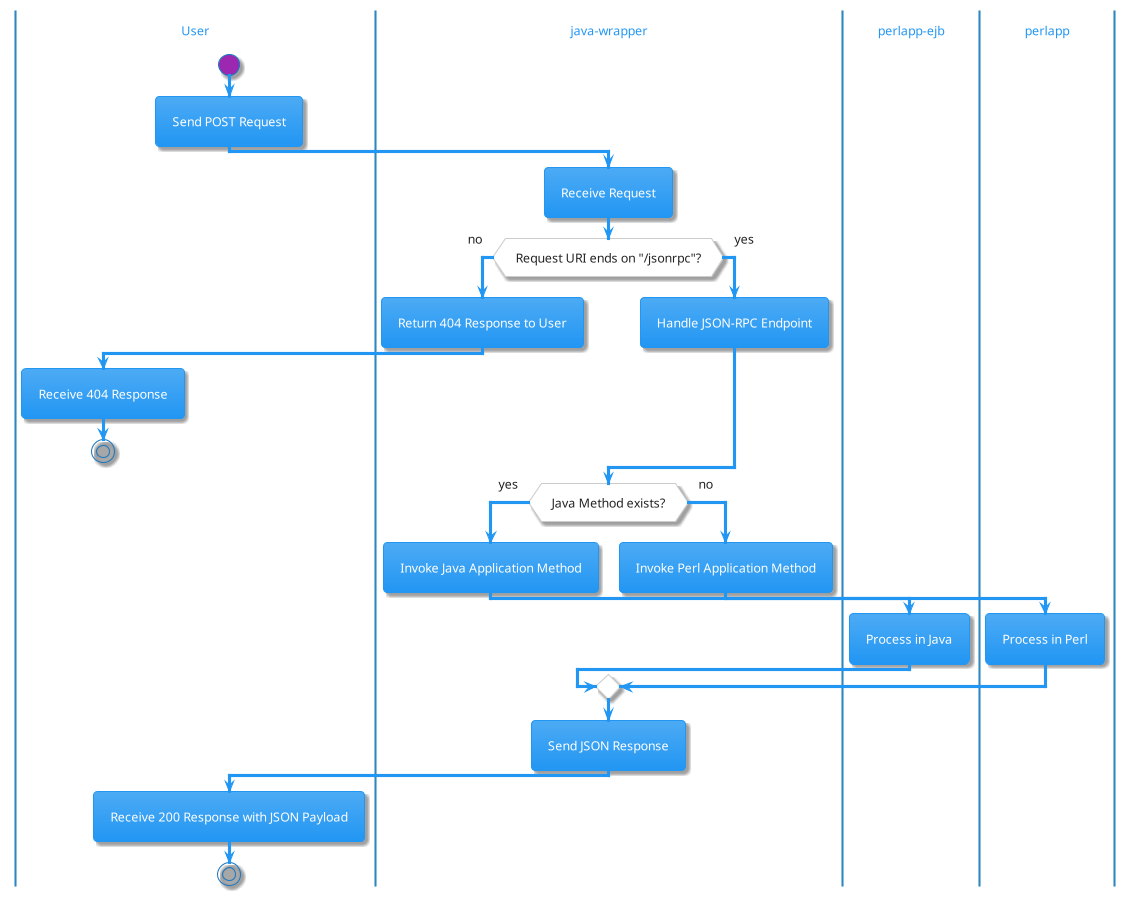 User
java-wrapper
perlapp-ejb
perlapp
Send POST Request
Receive Request
no
yes
Request URI ends on "/jsonrpc"?
Return 404 Response to User
Handle JSON-RPC Endpoint
Receive 404 Response
yes
no
Java Method exists?
Invoke Java Application Method
Invoke Perl Application Method
Process in Java
Process in Perl
Send JSON Response
Receive 200 Response with JSON Payload